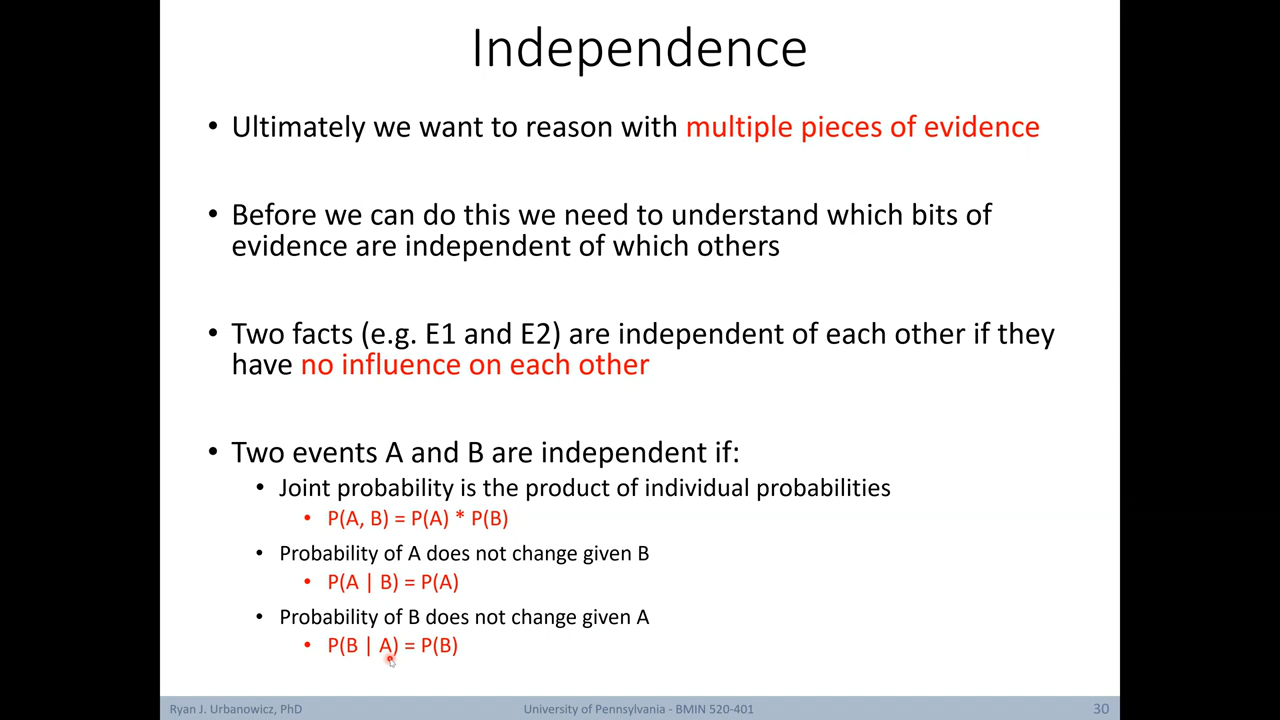 Independence
• Ultimately we want to reason with multiple pieces of evidence
• Before we can do this we need to understand which bits of
evidence are independent of which others
• Two facts (e.g. E1 and E2) are independent of each other if they
have no influence on each other
• Two events A and B are independent if:
• Joint probability is the product of individual probabilities
• P(A, B) = P(A) * P(B)
• Probability of A does not change given B
• P(A | B) = P(A)
• Probability of B does not change given A
• P(B | A) = P(B)
Ryan J. Urbanowicz, PhD
University of Pennsylvania - BMIN 520-401
30